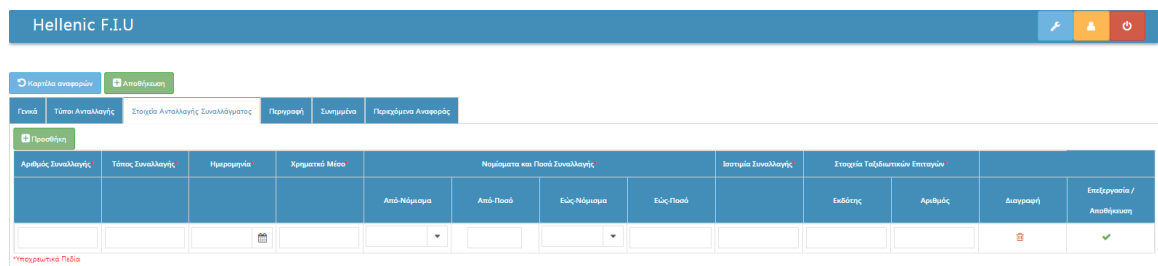 Hellenic F.I.U
Καρτέλα αναφορών Αποθήκευση
Γενικά Τύποι Ανταλλαγής Στοιχεία Ανταλλαγής Συναλλάγματος Περιγραφή Συνημμένα Περιεχόμενα Αναφοράς
Προσθήκη
Αριθμός Συναλλαγής* Τόπος Συναλλαγής* Ημερομηνία* Χρηματικό Μέσο* Νομίσματα και Ποσά Συναλλαγής* Ισοτιμία Συναλλαγής* Στοιχεία Ταξιδιωτικών Επιταγών*
Από-Νόμισμα Από-Ποσό Εώς-Νόμισμα Εώς-Ποσό Εκδότης Αριθμός Διαγραφή Επεξεργασία /
Αποθήκευση
*Υποχρεωτικά Πεδία